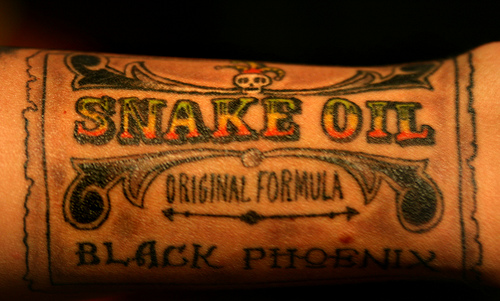 SNAKE OIL
ORIGINAL FORMULA
BLACK PHOENIX